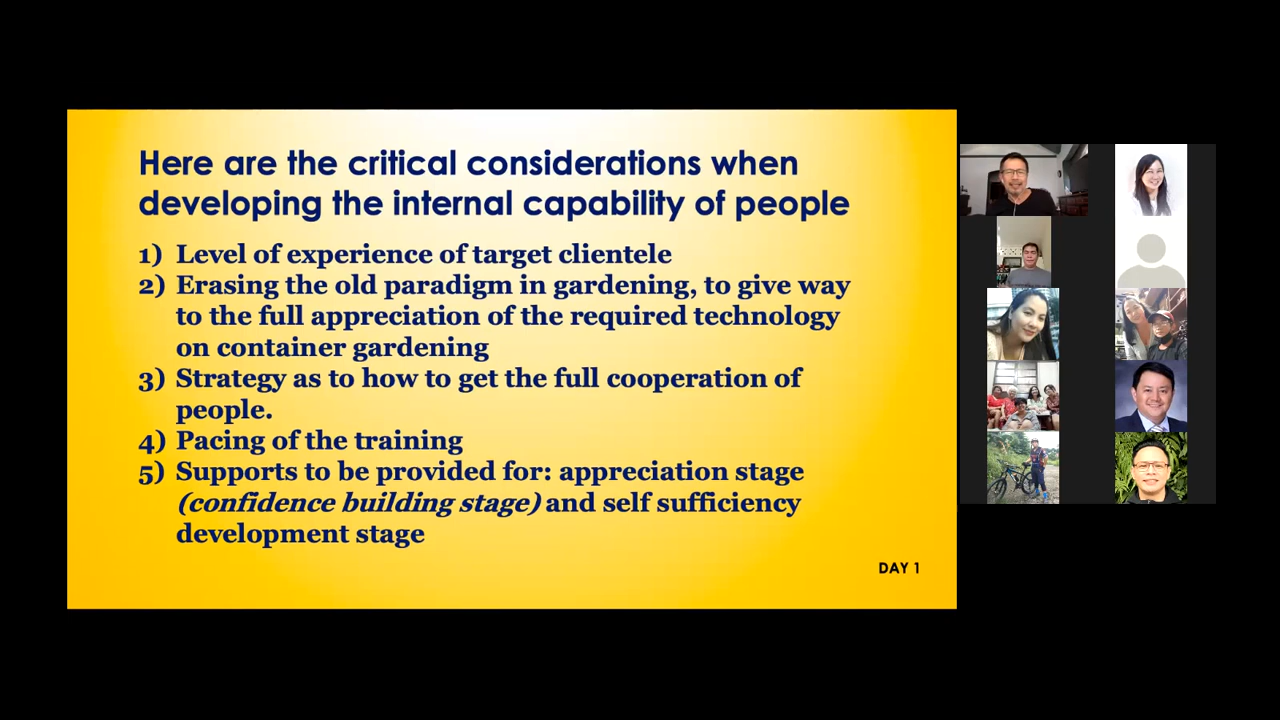 Here are the critical considerations when
developing the internal capability of people
1) Level of experience of target clientele
2) Erasing the old paradigm in gardening, to give way
to the full appreciation of the required technology
on container gardening
3) Strategy as to how to get the full cooperation of
people.
4) Pacing of the training
5) Supports to be provided for: appreciation stage
(confidence building stage) and self sufficiency
development stage
DAY 1